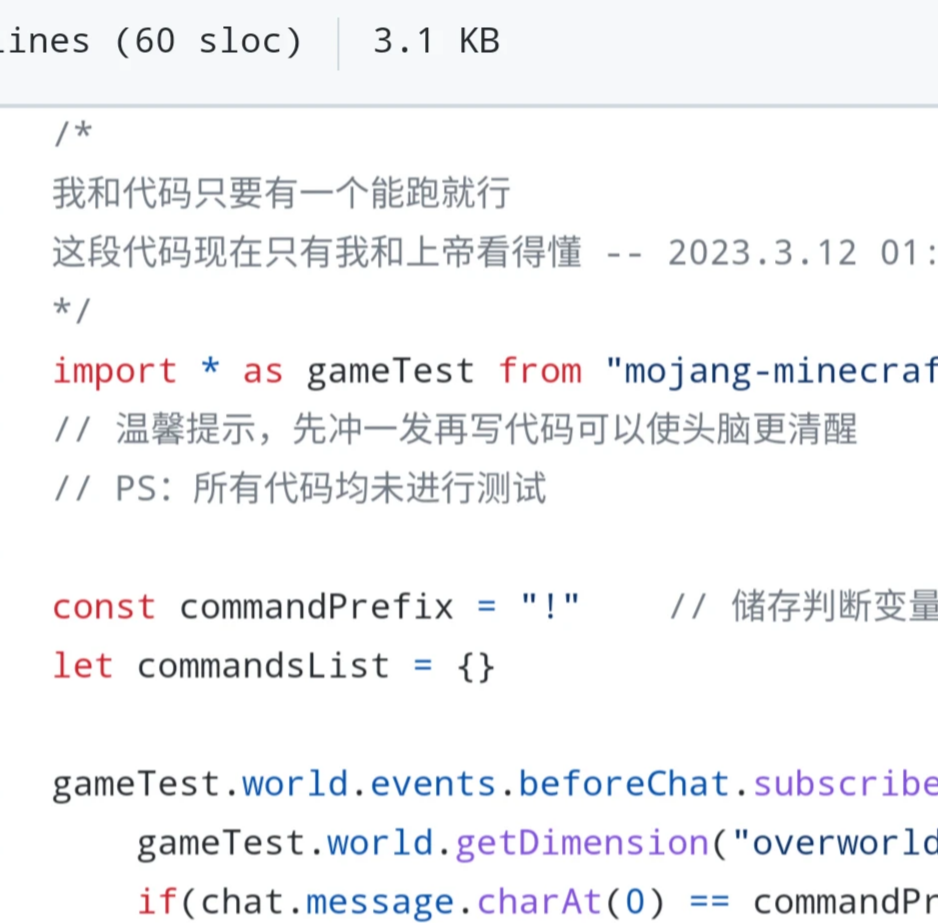 ines (60 sloc) 3.1 KB
/*
我和代码只要有一个能跑就行
这段代码现在只有我和上帝看得懂 -- 2023.3.12 01:
*/
import * as gameTest from "mojang-minecraf
// 温馨提示，先冲一发再写代码可以使头脑更清醒
// PS：所有代码均未进行测试
const commandPrefix = "!" // 储存判断变量
let commandsList = {}
gameTest.world.events.beforeChat.subscribe
gameTest.world.getDimension("overworld
if(chat.message.charAt(0) == commandPr